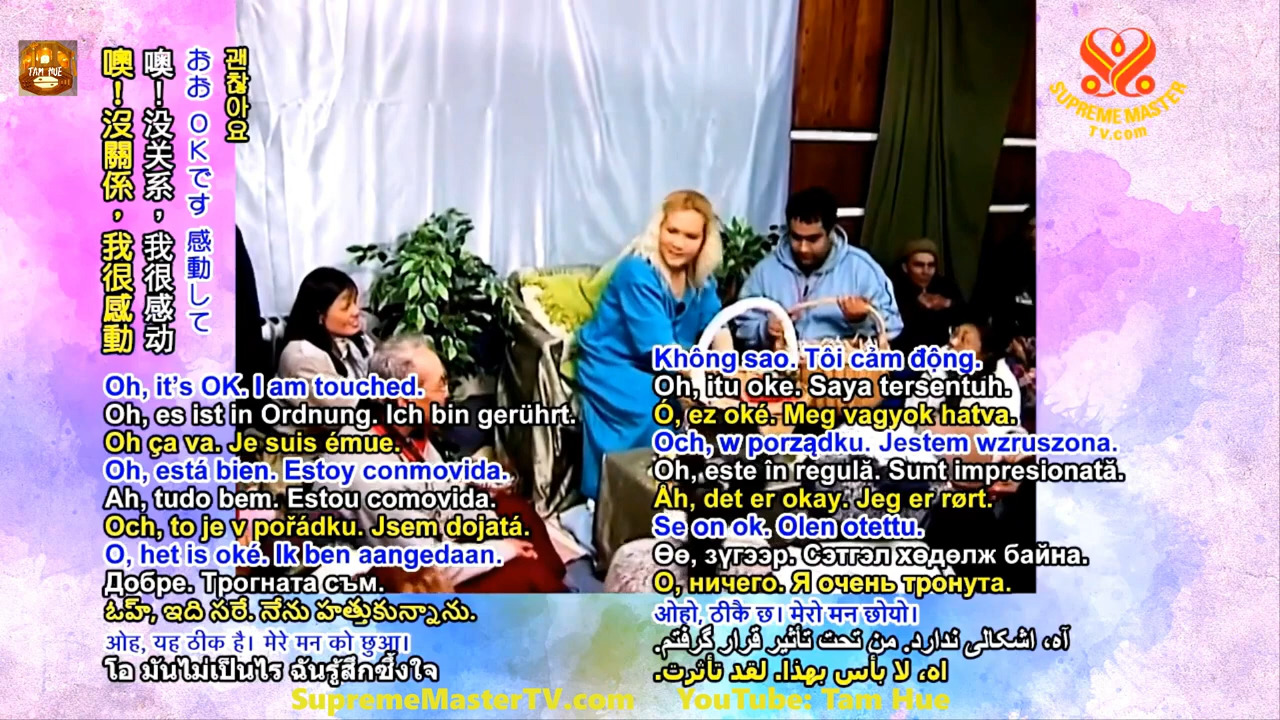 TAM HUE
噢！沒關係，我很感動
噢！没关系，我很感动
おお OKです 感動して
괜찮아요
SUPREME MASTER
TV.com
Oh, it's OK. I am touched.
Oh, es ist in Ordnung. Ich bin gerührt.
Oh ça va. Je suis émue.
Oh, está bien. Estoy conmovida.
Ah, tudo bem. Estou comovida.
Och, to je v pořádku. Jsem dojatá.
O, het is oké. Ik ben aangedaan.
Добре. Трогната съм.
ఓహ్, ఇది సరే. నేను హత్తుకున్నాను.
ओह, यह ठीक है। मेरे मन को छुआ।
โอ มันไม่เป็นไร ฉันรู้สึกซึ้งใจ
Không sao. Tôi cảm động.
Oh, itu oke. Saya tersentuh.
Ó, ez oké. Meg vagyok hatva.
Och, w porządku. Jestem wzruszona.
Oh, este în regulă. Sunt impresionată.
Åh, det er okay. Jeg er rørt.
Se on ok. Olen otettu.
Өө, зүгээр. Сэтгэл хөдөлж байна.
О, ничего. Я очень тронута.
ओहो, ठीकै छ। मेरो मन छोयो।
آه، اشکالی ندارد. من تحت تأثیر قرار گرفتم.
اه، لا بأس بهذا. لقد تأثرت.
SupremeMasterTV.com YouTube: Tam Hue